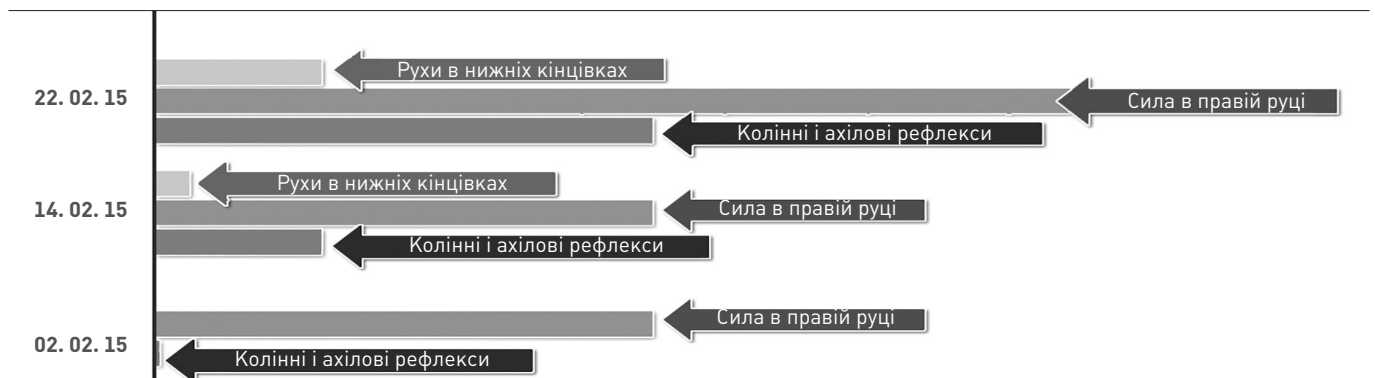 Рухи в нижніх кінцівках
22. 02. 15
Сила в правій руці
Колінні і ахілові рефлекси
Рухи в нижніх кінцівках
14. 02. 15
Сила в правій руці
Колінні і ахілові рефлекси
Сила в правій руці
02. 02. 15
Колінні і ахілові рефлекси